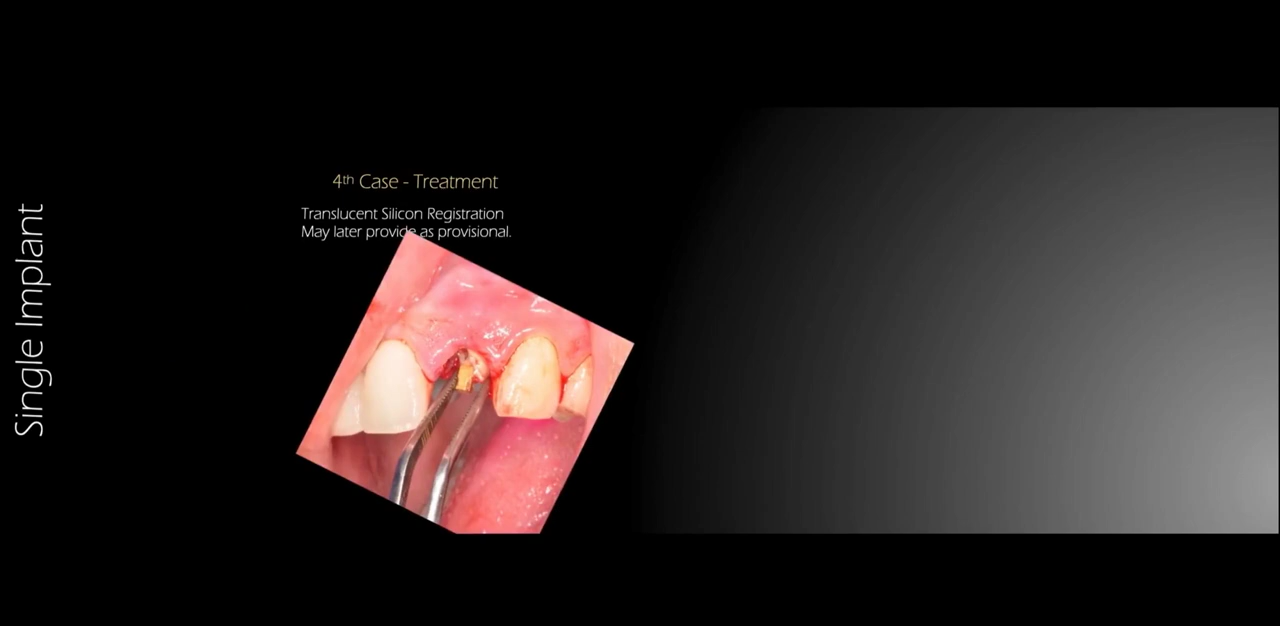 Single Implant
4th Case - Treatment
Translucent Silicon Registration
May later provide as provisional.